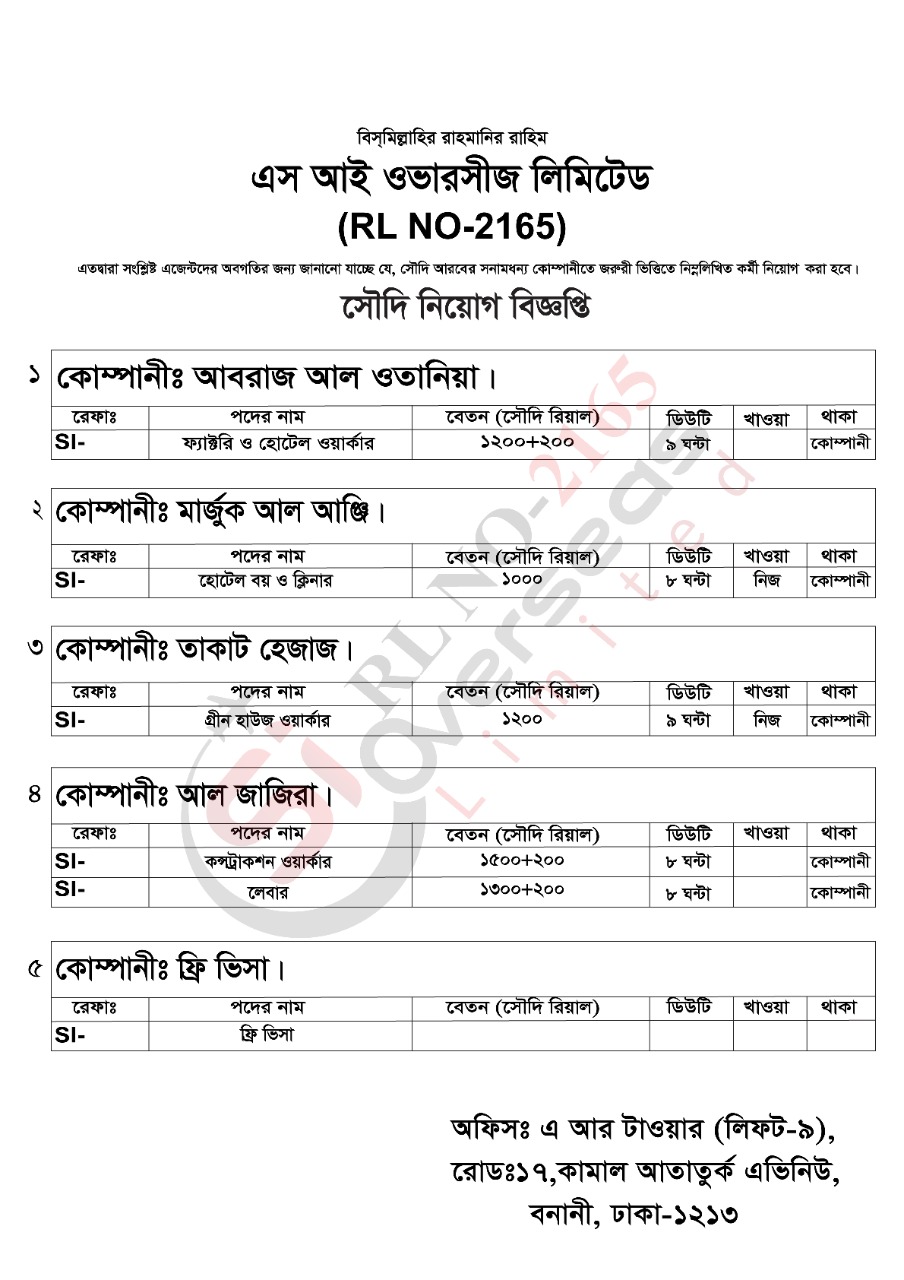 বিস্‌মিল্লাহির রাহমানির রাহিম
এস আই ওভারসীজ লিমিটেড
(RL NO-2165)
এতদ্বারা সংশ্লিষ্ট এজেন্টদের অবগতির জন্য জানানো যাচ্ছে যে, সৌদি আরবের সনামধন্য কোম্পানীতে জরুরী ভিত্তিতে নিম্নলিখিত কর্মী নিয়োগ করা হবে।
সৌদি নিয়োগ বিজ্ঞপ্তি
১ কোম্পানীঃ আবরাজ আল ওতানিয়া।
রেফাঃ পদের নাম বেতন (সৌদি রিয়াল) ডিউটি খাওয়া থাকা
SI- ফ্যাক্টরি ও হোটেল ওয়ার্কার ১২০০+২০০ ৯ ঘন্টা কোম্পানী
২ কোম্পানীঃ মার্জুক আল আঞ্জি।
রেফাঃ পদের নাম বেতন (সৌদি রিয়াল) ডিউটি খাওয়া থাকা
SI- হোটেল বয় ও ক্লিনার ১০০০ ৮ ঘন্টা নিজ কোম্পানী
৩ কোম্পানীঃ তাকাট হেজাজ।
রেফাঃ পদের নাম বেতন (সৌদি রিয়াল) ডিউটি খাওয়া থাকা
SI- গ্রীন হাউজ ওয়ার্কার ১২০০ ৯ ঘন্টা নিজ কোম্পানী
৪ কোম্পানীঃ আল জাজিরা।
রেফাঃ পদের নাম বেতন (সৌদি রিয়াল) ডিউটি খাওয়া থাকা
SI- কন্সট্রাকশন ওয়ার্কার ১৫০০+২০০ ৮ ঘন্টা কোম্পানী
SI- লেবার ১৩০০+২০০ ৮ ঘন্টা কোম্পানী
৫ কোম্পানীঃ ফ্রি ভিসা।
রেফাঃ পদের নাম বেতন (সৌদি রিয়াল) ডিউটি খাওয়া থাকা
SI- ফ্রি ভিসা
অফিসঃ এ আর টাওয়ার (লিফট-৯),
রোডঃ১৭,কামাল আতাতুর্ক এভিনিউ,
বনানী, ঢাকা-১২১৩
RL NO-2165
SI Overseas
Limited